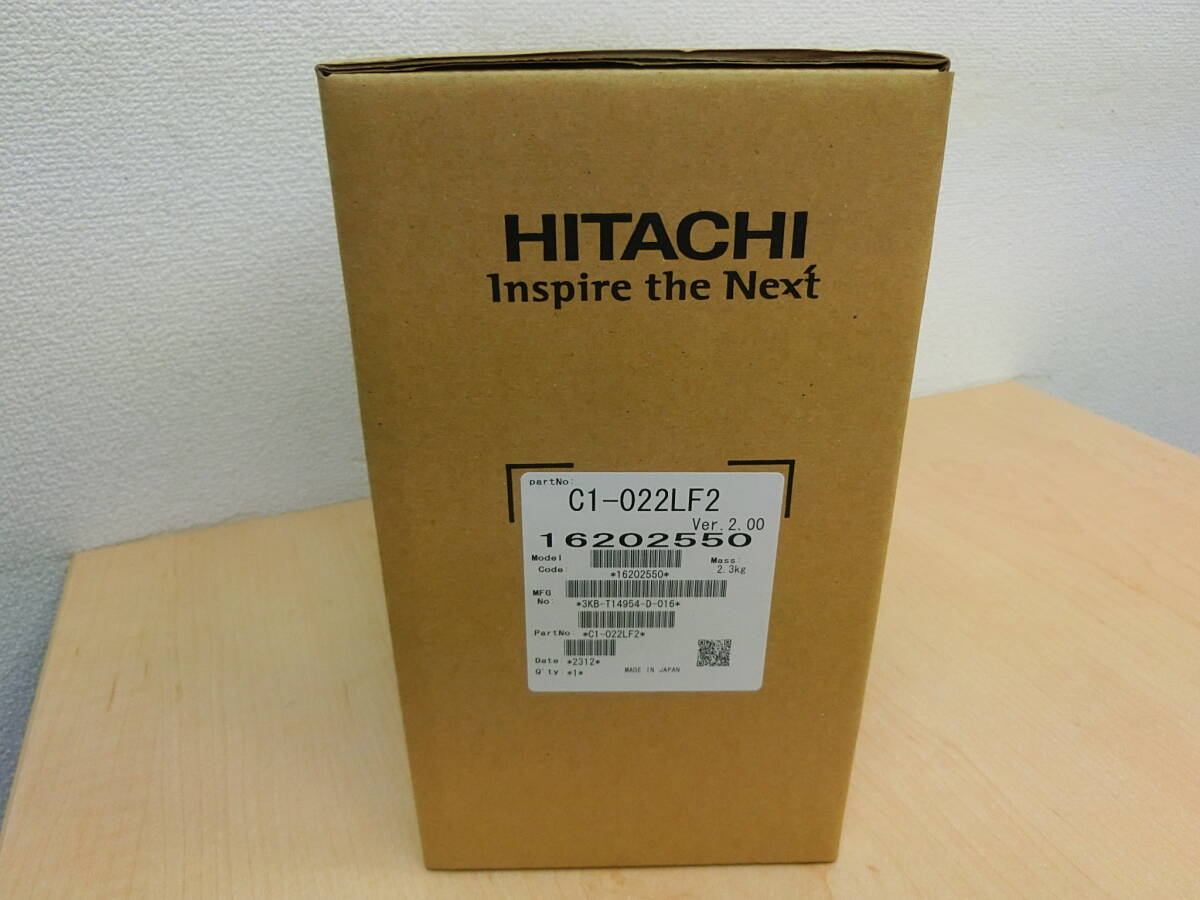 HITACHI
Inspire the Next
partNo:
C1-022LF2
Ver.2.00
16202550
Model
Code:
*16202550*
Mass:
2.3kg
MFG
No:
*3KB-T14954-D-016*
PartNo: *C1-022LF2*
Date: *2312*
Q'ty: *1*
MADE IN JAPAN